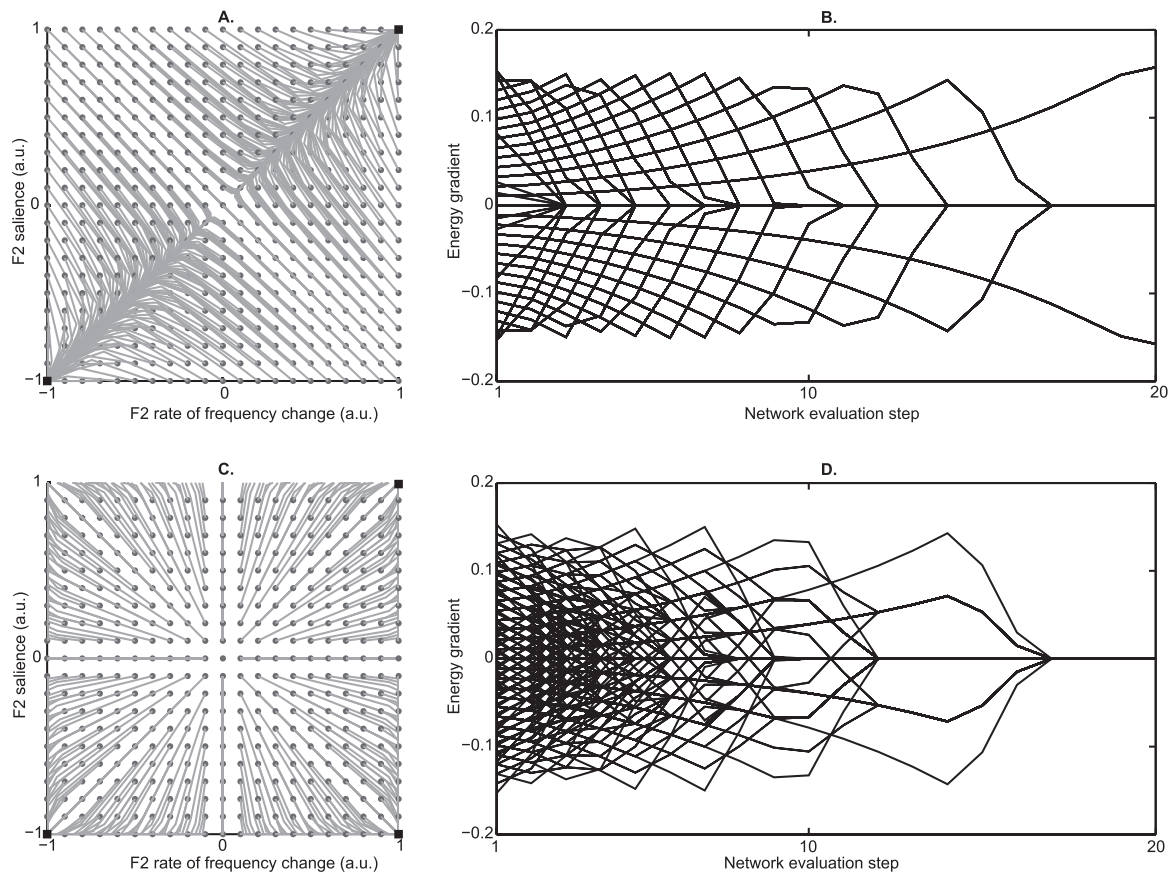 A.
1
0
−1
F2 salience (a.u.)
−1
0
1
F2 rate of frequency change (a.u.)
B.
0.2
0.1
0
−0.1
−0.2
Energy gradient
1
10
20
Network evaluation step
C.
1
0
−1
F2 salience (a.u.)
−1
0
1
F2 rate of frequency change (a.u.)
D.
0.2
0.1
0
−0.1
−0.2
Energy gradient
1
10
20
Network evaluation step